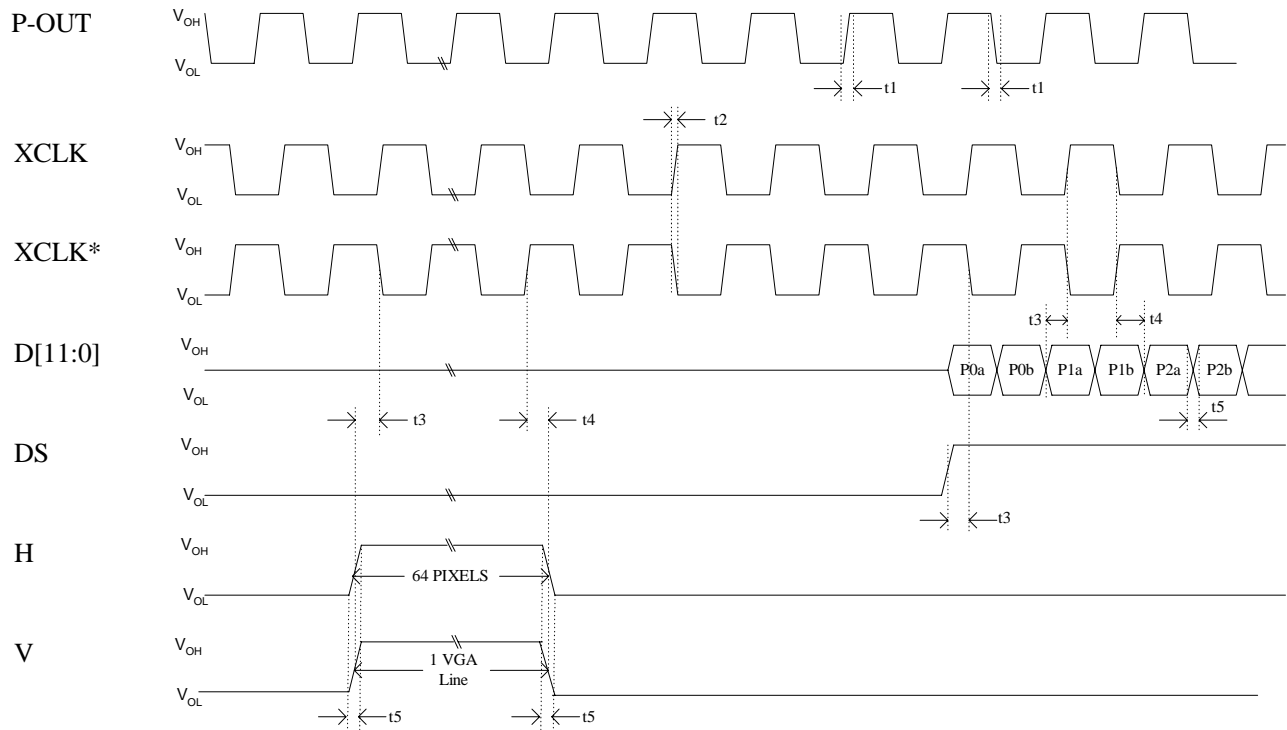 P-OUT
VOH
VOL
t1
t1
t2
XCLK
VOH
VOL
XCLK*
VOH
VOL
t3
t4
D[11:0]
VOH
VOL
P0a P0b P1a P1b P2a P2b
t3
t4
t5
DS
VOH
VOL
t3
H
VOH
64 PIXELS
VOL
V
VOH
1 VGA
Line
VOL
t5
t5